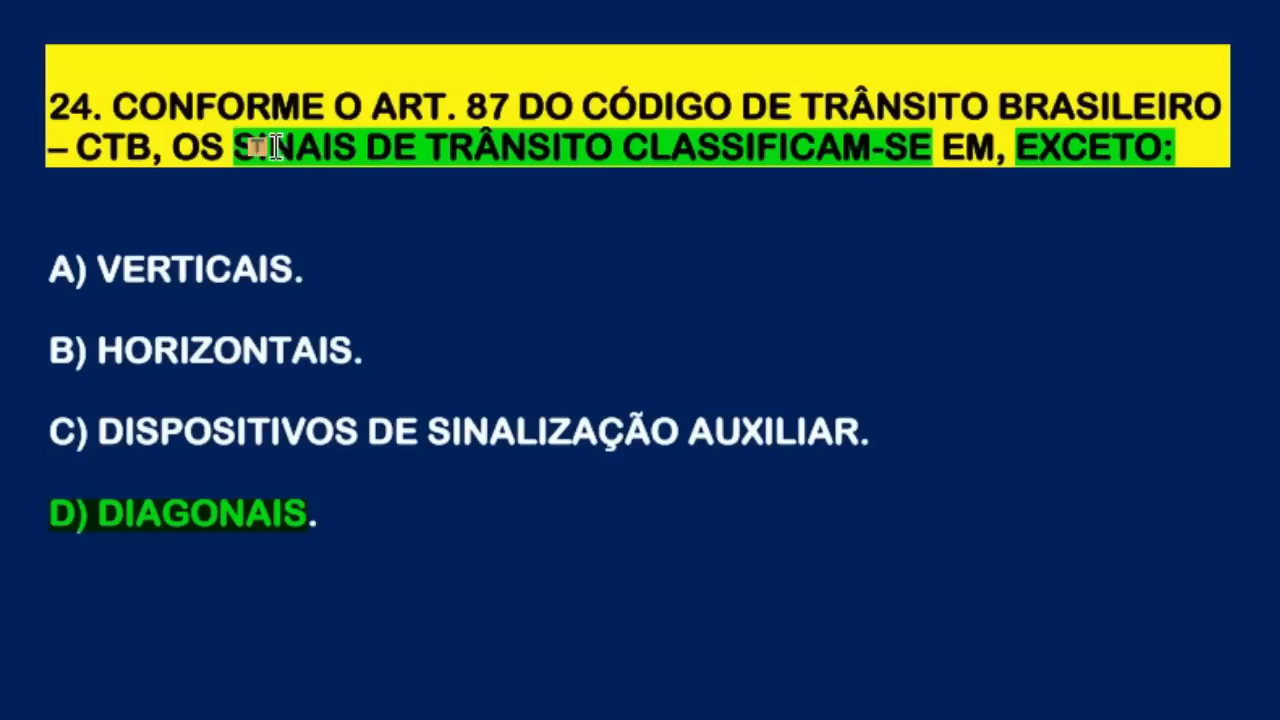 24. CONFORME O ART. 87 DO CÓDIGO DE TRÂNSITO BRASILEIRO
– CTB, OS SINAIS DE TRÂNSITO CLASSIFICAM-SE EM, EXCETO:
A) VERTICAIS.
B) HORIZONTAIS.
C) DISPOSITIVOS DE SINALIZAÇÃO AUXILIAR.
D) DIAGONAIS.